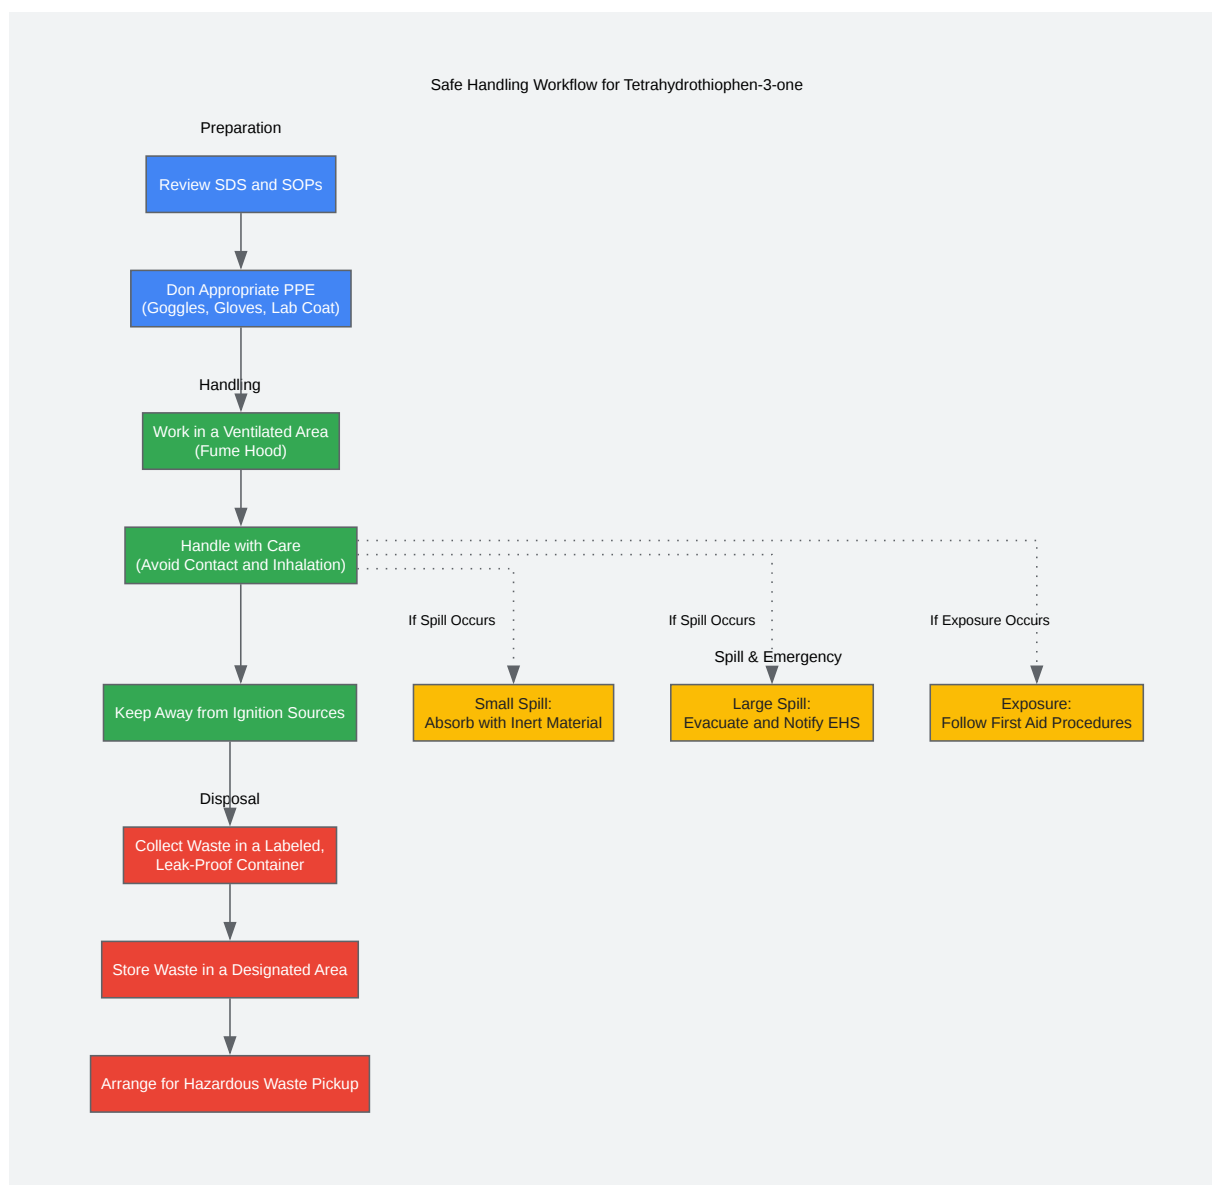 Safe Handling Workflow for Tetrahydrothiophen-3-one
Preparation
Review SDS and SOPs
Don Appropriate PPE
(Goggles, Gloves, Lab Coat)
Handling
Work in a Ventilated Area
(Fume Hood)
Handle with Care
(Avoid Contact and Inhalation)
If Spill Occurs
If Spill Occurs
If Exposure Occurs
Spill & Emergency
Keep Away from Ignition Sources
Small Spill:
Absorb with Inert Material
Large Spill:
Evacuate and Notify EHS
Exposure:
Follow First Aid Procedures
Disposal
Collect Waste in a Labeled,
Leak-Proof Container
Store Waste in a Designated Area
Arrange for Hazardous Waste Pickup